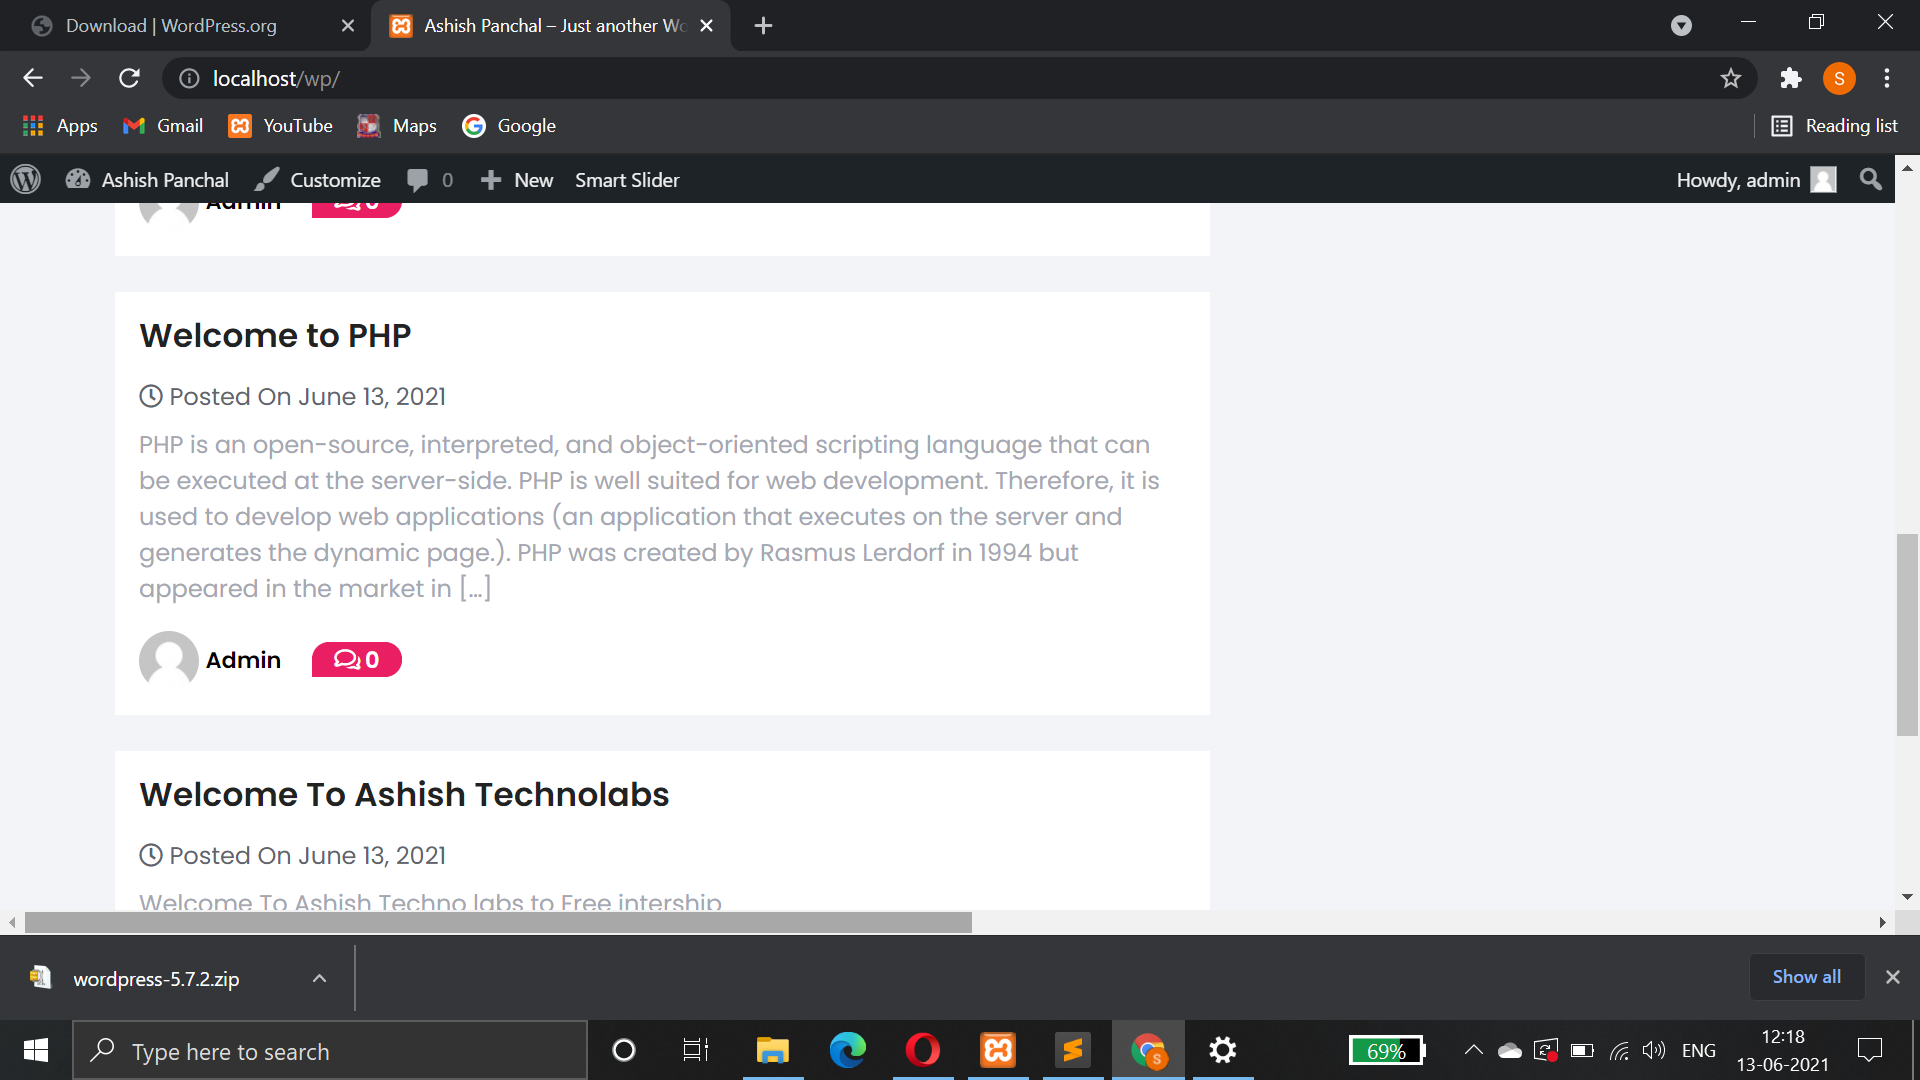 Download | WordPress.org
Ashish Panchal – Just another Wo
localhost/wp/
S
Apps
Gmail
YouTube
Maps
Google
Reading list
Ashish Panchal
Customize
0
New
Smart Slider
Howdy, admin
Admin
0
Welcome to PHP
Posted On June 13, 2021
PHP is an open-source, interpreted, and object-oriented scripting language that can
be executed at the server-side. PHP is well suited for web development. Therefore, it is
used to develop web applications (an application that executes on the server and
generates the dynamic page.). PHP was created by Rasmus Lerdorf in 1994 but
appeared in the market in [...]
Admin
0
Welcome To Ashish Technolabs
Posted On June 13, 2021
Welcome To Ashish Techno labs to Free intership
wordpress-5.7.2.zip
Show all
Type here to search
S
69%
ENG
12:18
13-06-2021